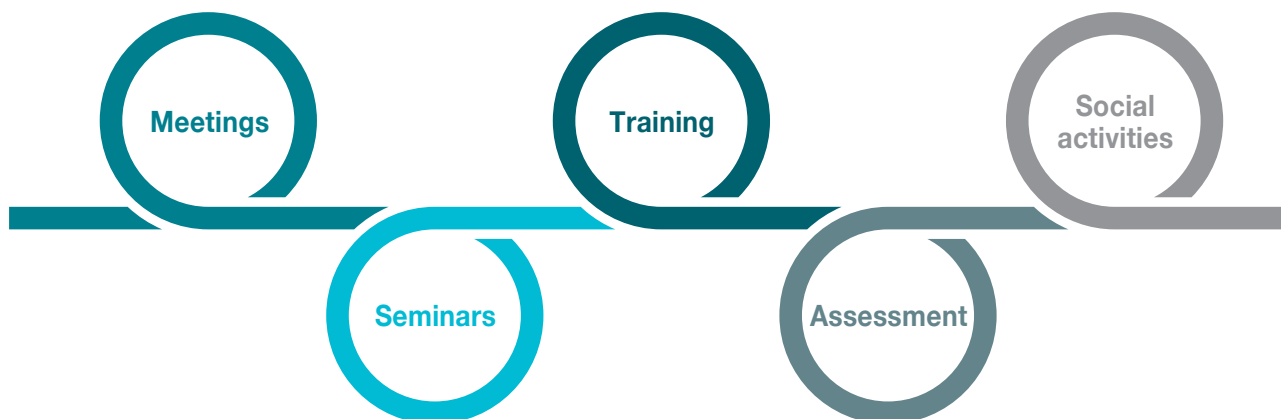 Meetings
Seminars
Training
Assessment
Social
activities